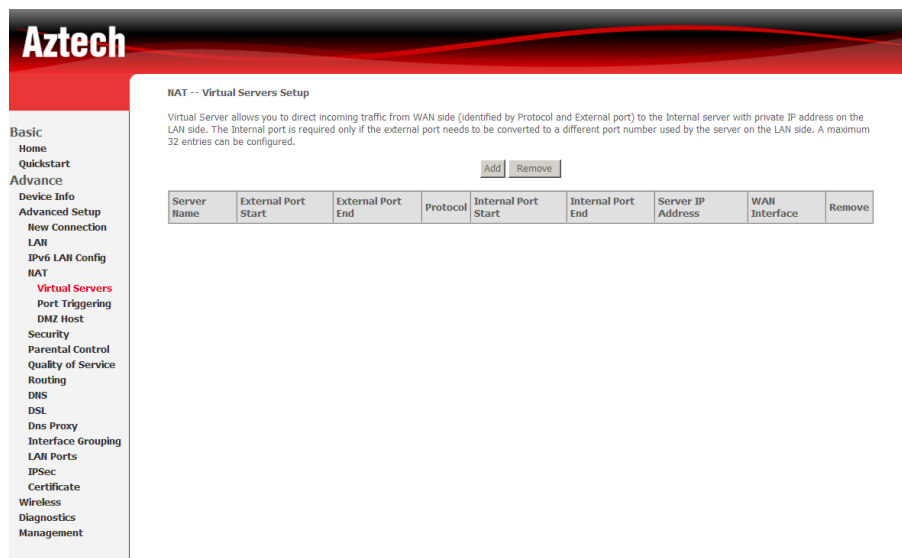 Aztech
NAT -- Virtual Servers Setup
Virtual Server allows you to direct incoming traffic from WAN side (identified by Protocol and External port) to the Internal server with private IP address on the
LAN side. The Internal port is required only if the external port needs to be converted to a different port number used by the server on the LAN side. A maximum
32 entries can be configured.
Add Remove
Server Name External Port Start External Port End Protocol Internal Port Start Internal Port End Server IP Address WAN Interface Remove
Basic
Home
Quickstart
Advance
Device Info
Advanced Setup
New Connection
LAN
IPv6 LAN Config
NAT
Virtual Servers
Port Triggering
DMZ Host
Security
Parental Control
Quality of Service
Routing
DNS
DSL
Dns Proxy
Interface Grouping
LAN Ports
IPSec
Certificate
Wireless
Diagnostics
Management